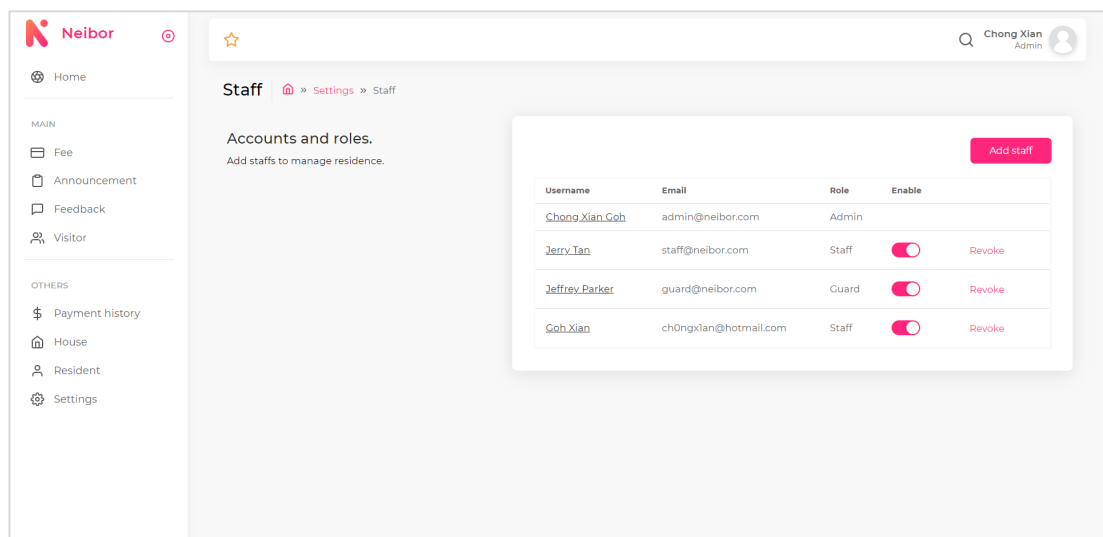 Neibor
Chong Xian
Admin
Home
Staff » Settings » Staff
MAIN
Accounts and roles.
Add staffs to manage residence.
Add staff
Fee
Announcement
Feedback
Visitor
Username Email Role Enable
Chong Xian Goh admin@neibor.com Admin
Jerry Tan staff@neibor.com Staff Revoke
Jeffrey Parker guard@neibor.com Guard Revoke
Goh Xian ch0ngx1an@hotmail.com Staff Revoke
OTHERS
Payment history
House
Resident
Settings